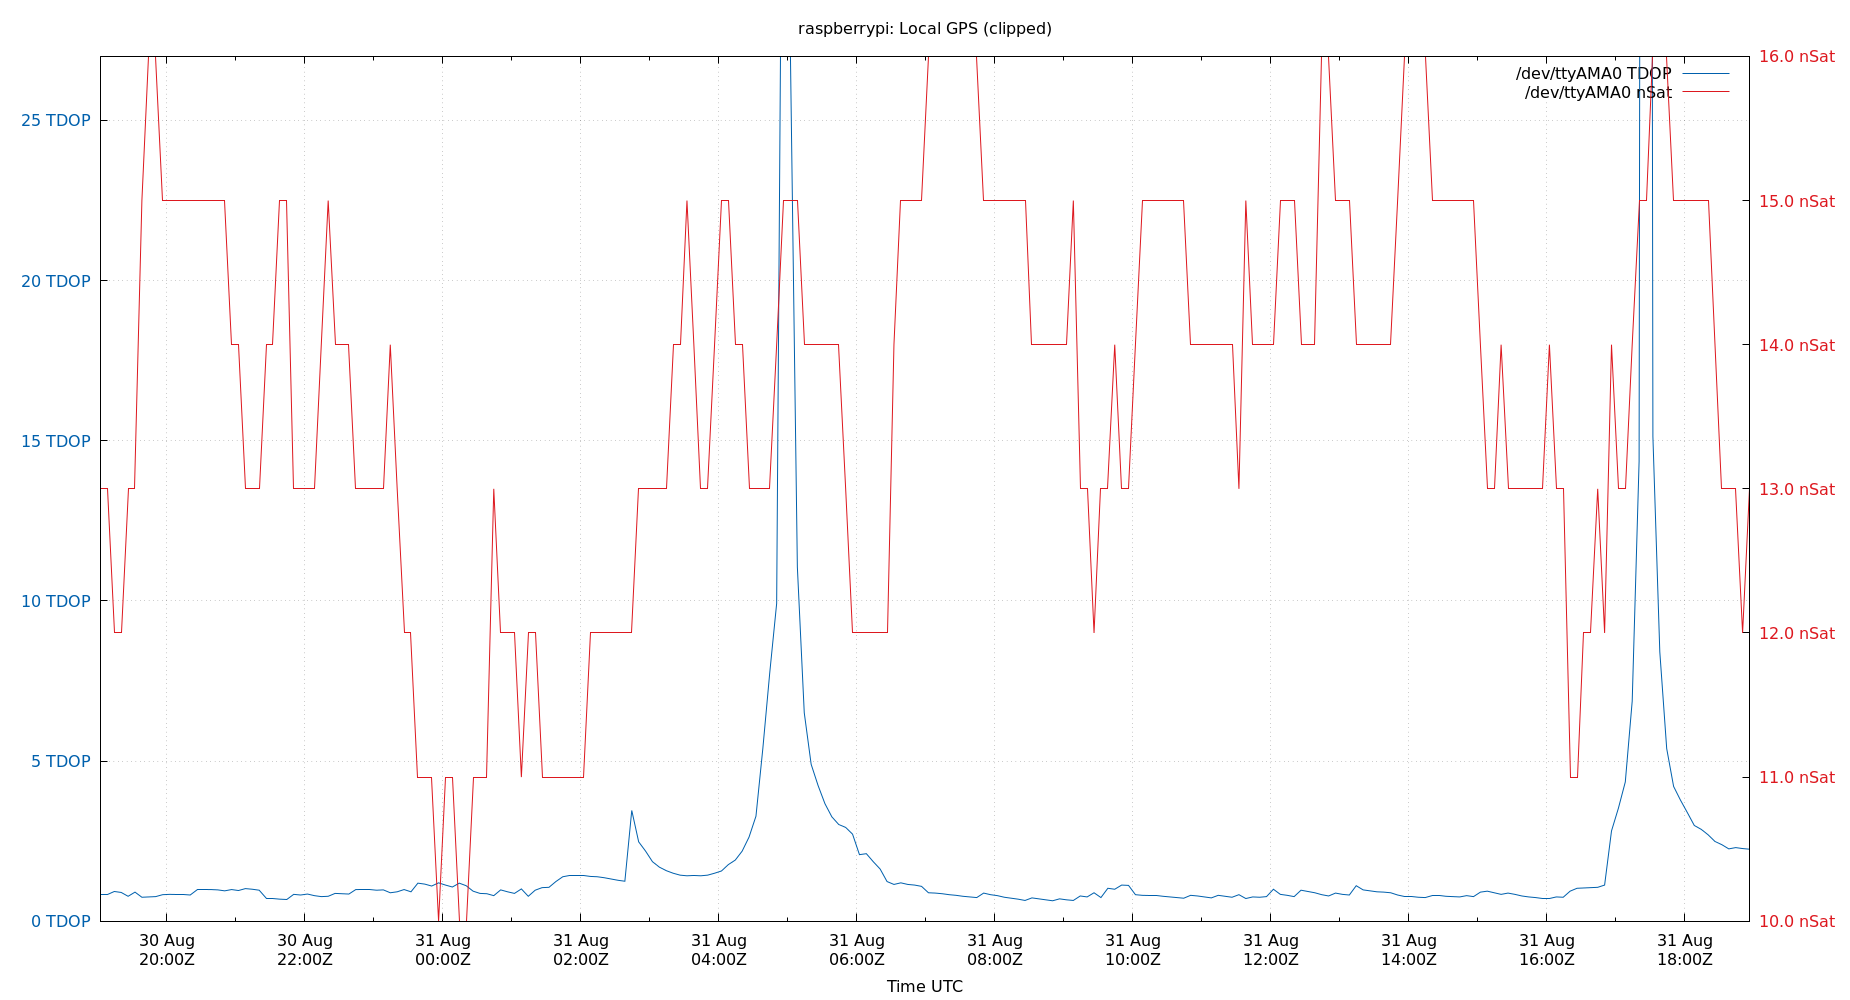 raspberrypi: Local GPS (clipped)
/dev/ttyAMA0 TDOP
/dev/ttyAMA0 nSat
25 TDOP
20 TDOP
15 TDOP
10 TDOP
5 TDOP
0 TDOP
16.0 nSat
15.0 nSat
14.0 nSat
13.0 nSat
12.0 nSat
11.0 nSat
10.0 nSat
30 Aug
20:00Z
30 Aug
22:00Z
31 Aug
00:00Z
31 Aug
02:00Z
31 Aug
04:00Z
31 Aug
06:00Z
31 Aug
08:00Z
31 Aug
10:00Z
31 Aug
12:00Z
31 Aug
14:00Z
31 Aug
16:00Z
31 Aug
18:00Z
Time UTC